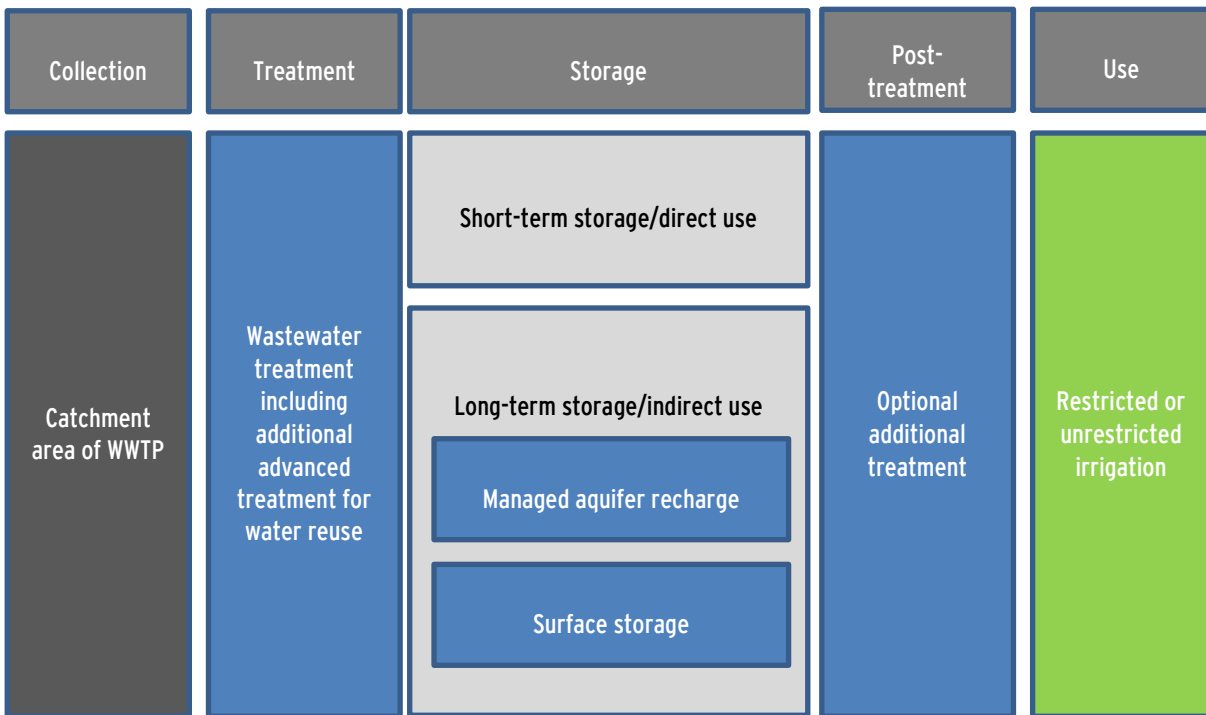 Collection
Treatment
Storage
Post-
treatment
Use
Catchment
area of WWTP
Wastewater
treatment
including
additional
advanced
treatment for
water reuse
Short-term storage/direct use
Long-term storage/indirect use
Managed aquifer recharge
Surface storage
Optional
additional
treatment
Restricted or
unrestricted
irrigation